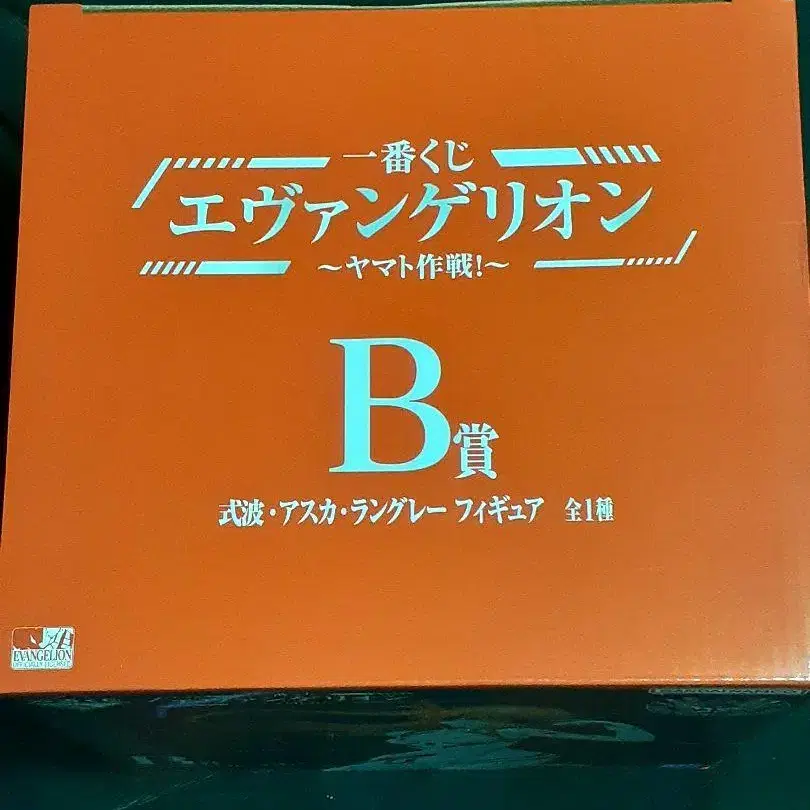 一番くじ
エヴァンゲリオン
～ヤマト作戦!～
B賞
式波・アスカ・ラングレー フィギュア 全1種
EVANGELION
OFFICIALLY LICENSED